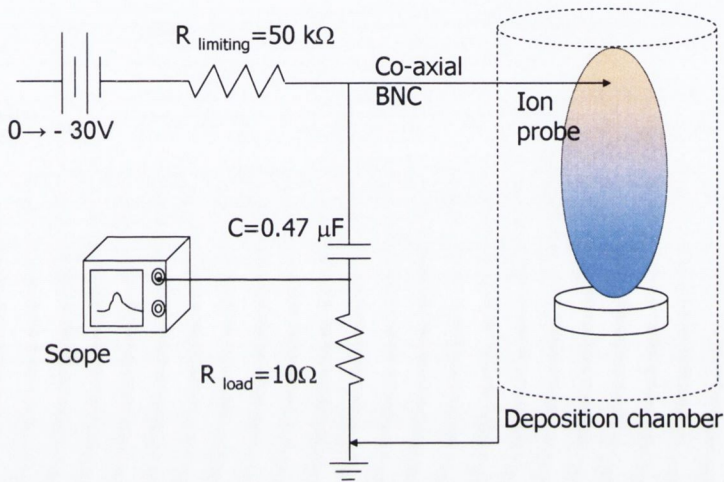 R limiting=50 kΩ
Co-axial
BNC
Ion
probe
0→ - 30V
C=0.47 µF
Scope
R load=10Ω
Deposition chamber